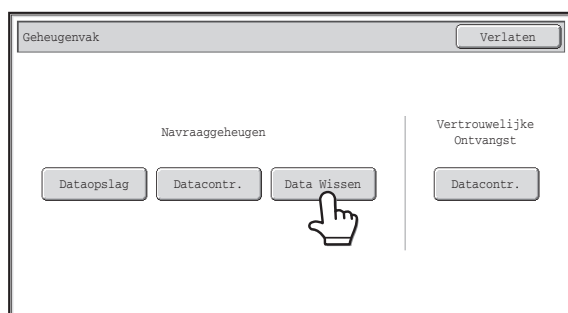 Geheugenvak
Verlaten
Navraaggeheugen
Vertrouwelijke
Ontvangst
Dataopslag
Datacontr.
Data Wissen
Datacontr.